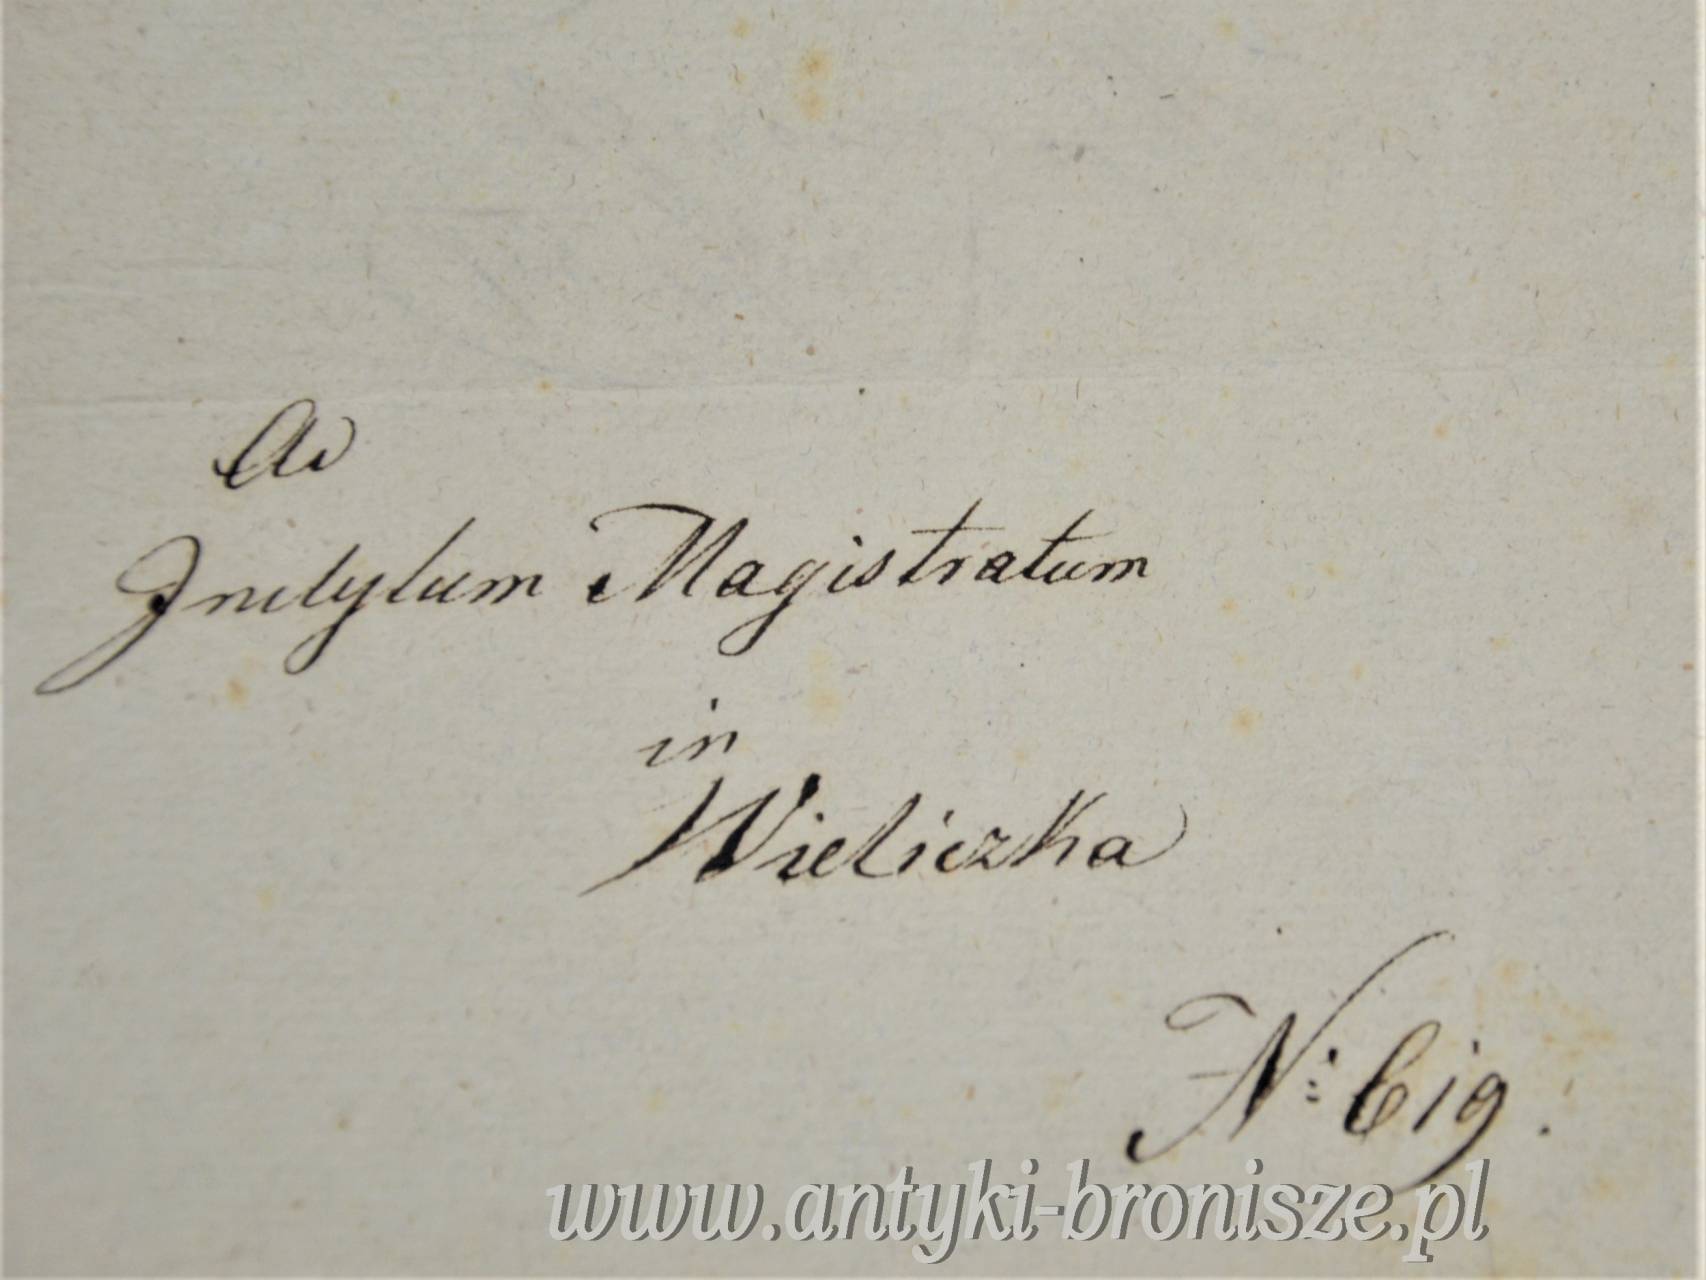 Ad
Inclytum Magistratum
in
Wieliczka
N: 619.
www.antyki-bronisze.pl